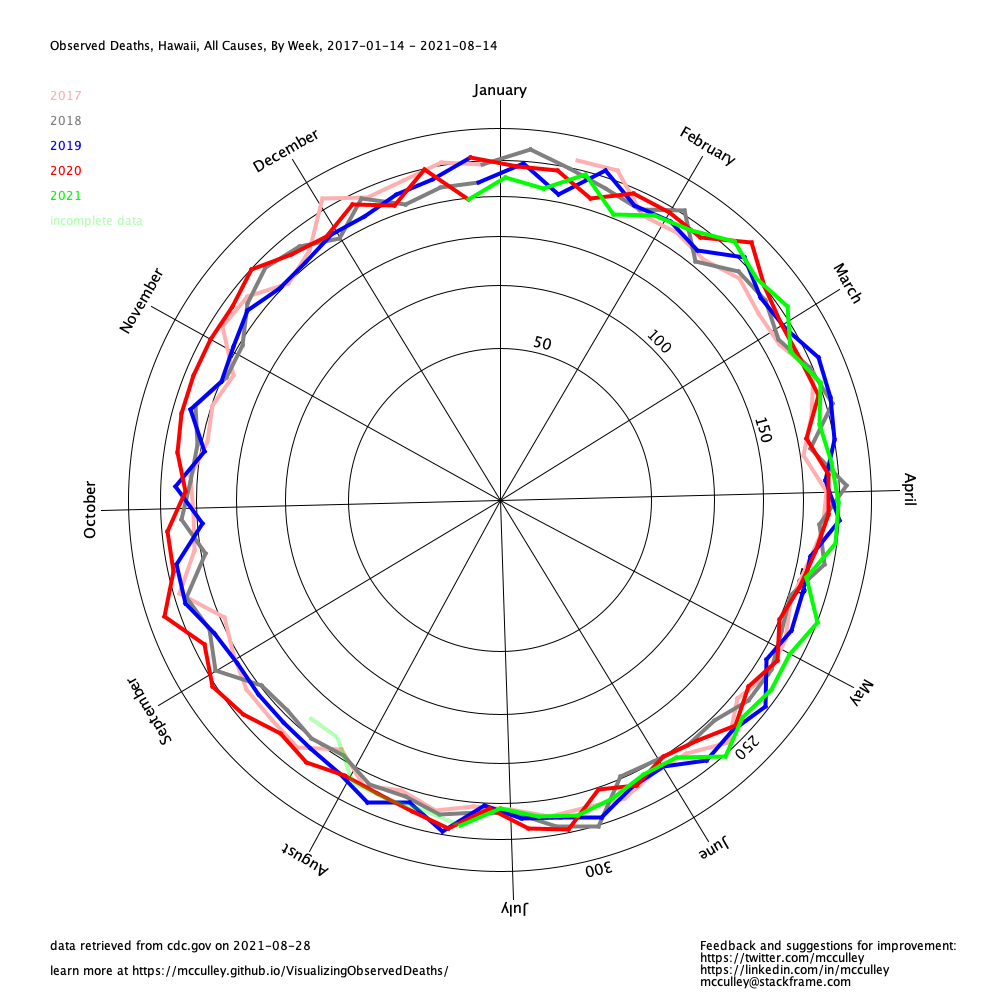 Observed Deaths, Hawaii, All Causes, By Week, 2017-01-14 - 2021-08-14
2017
2018
2019
2020
2021
incomplete data
January
February
March
April
May
June
July
August
September
October
November
December
50
100
150
250
300
data retrieved from cdc.gov on 2021-08-28
learn more at https://mcculley.github.io/VisualizingObservedDeaths/
Feedback and suggestions for improvement:
https://twitter.com/mcculley
https://linkedin.com/in/mcculley
mcculley@stackframe.com